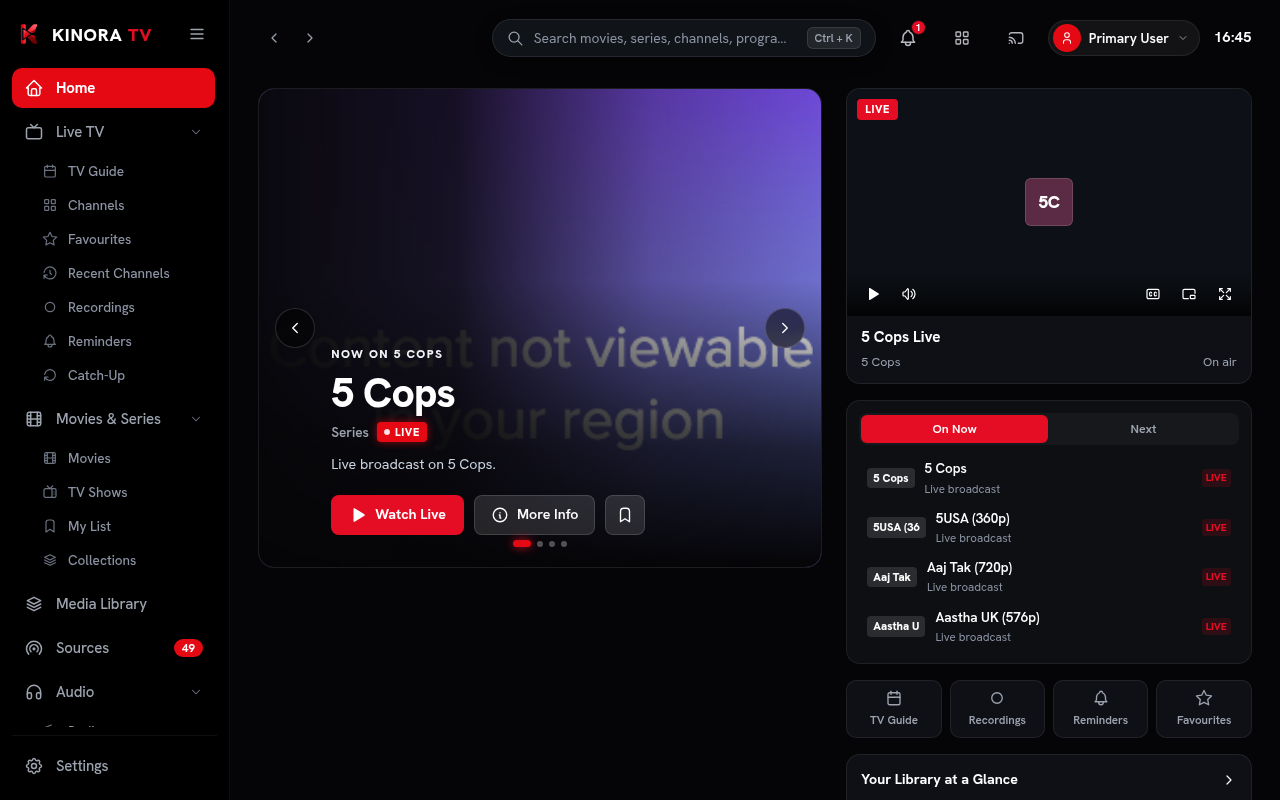 KINORA TV
Search movies, series, channels, progra...
Ctrl + K
1
Primary User
16:45
Home
Live TV
TV Guide
Channels
Favourites
Recent Channels
Recordings
Reminders
Catch-Up
Movies & Series
Movies
TV Shows
My List
Collections
Media Library
Sources
49
Audio
Settings
Content not viewable
your region
NOW ON 5 COPS
5 Cops
Series
LIVE
Live broadcast on 5 Cops.
Watch Live
More Info
LIVE
5C
5 Cops Live
5 Cops
On air
On Now
Next
5 Cops
5 Cops
Live broadcast
LIVE
5USA (36
5USA (360p)
Live broadcast
LIVE
Aaj Tak
Aaj Tak (720p)
Live broadcast
LIVE
Aastha U
Aastha UK (576p)
Live broadcast
LIVE
TV Guide
Recordings
Reminders
Favourites
Your Library at a Glance